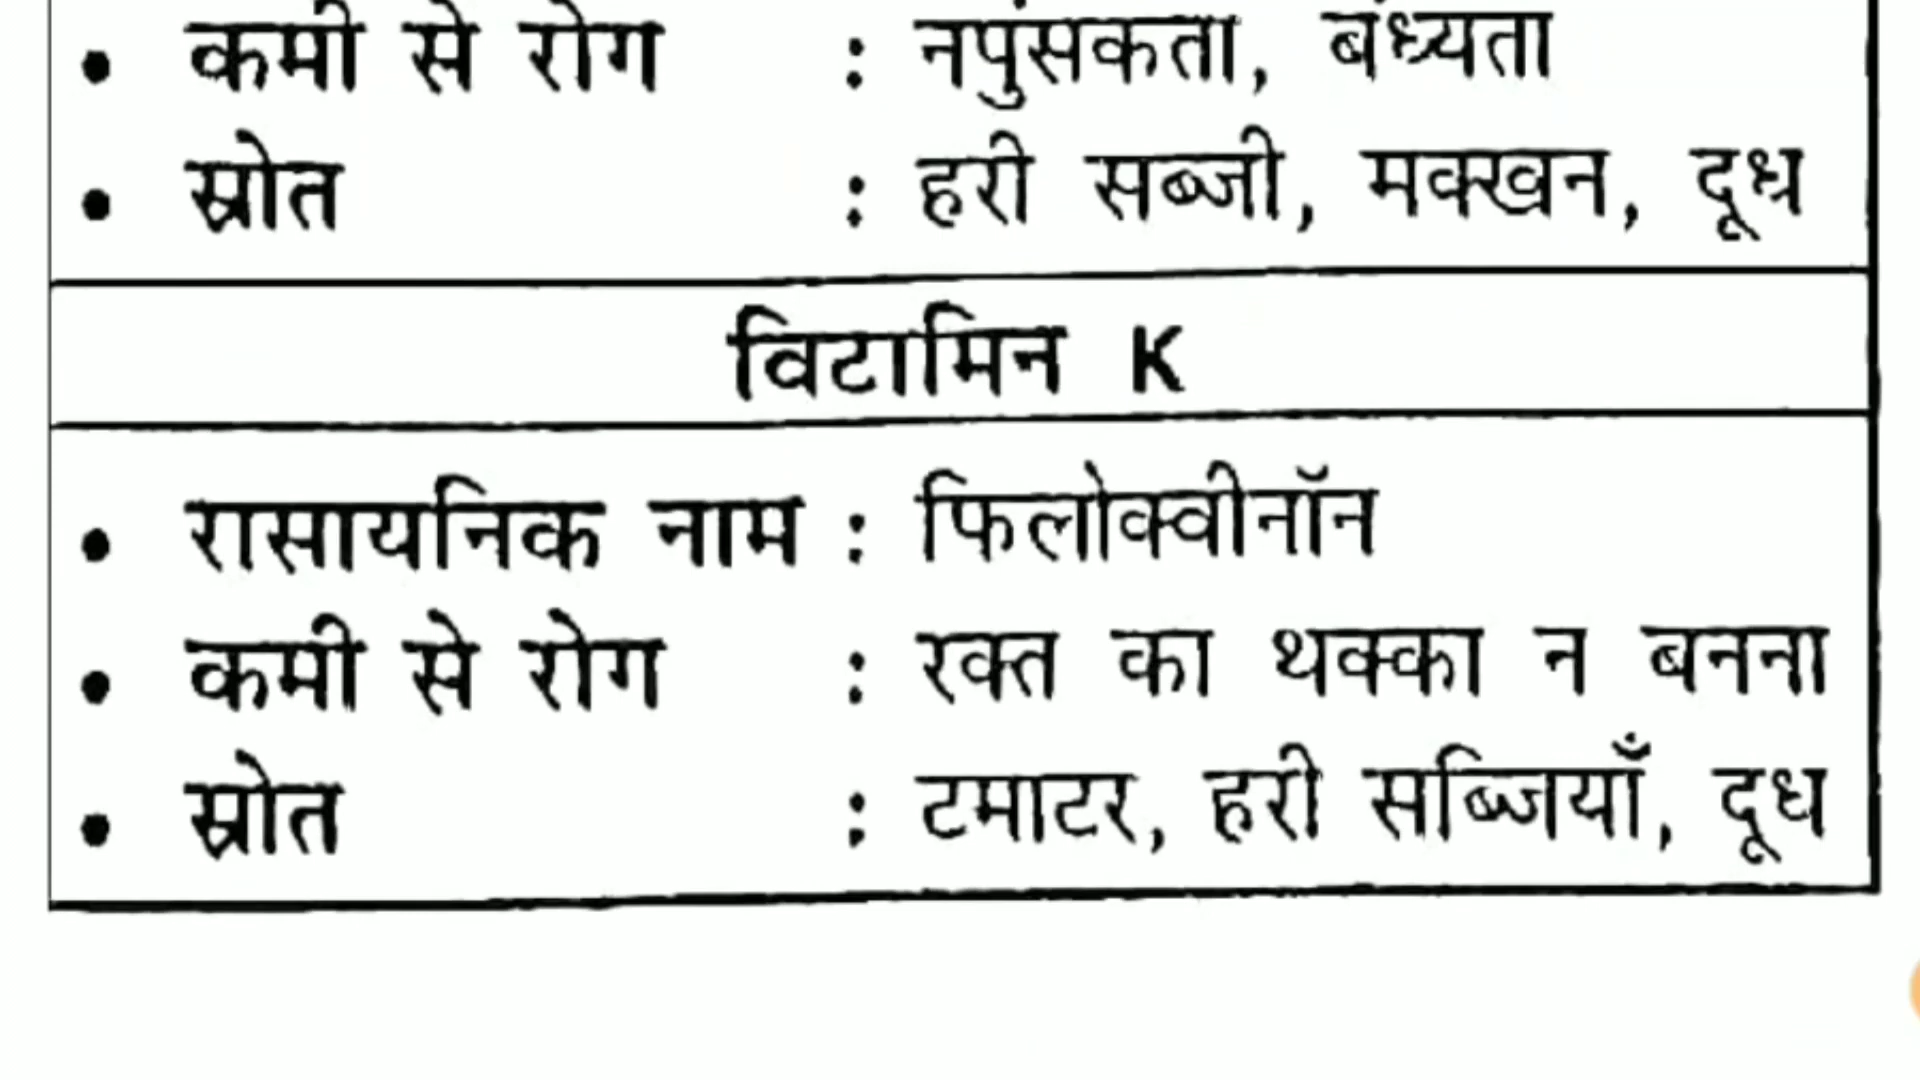 • कमी से रोग : नपुंसकता, बंध्यता
• स्रोत : हरी सब्जी, मक्खन, दूध
विटामिन K
• रासायनिक नाम : फिलोक्वीनॉन
• कमी से रोग : रक्त का थक्का न बनना
• स्रोत : टमाटर, हरी सब्जियाँ, दूध